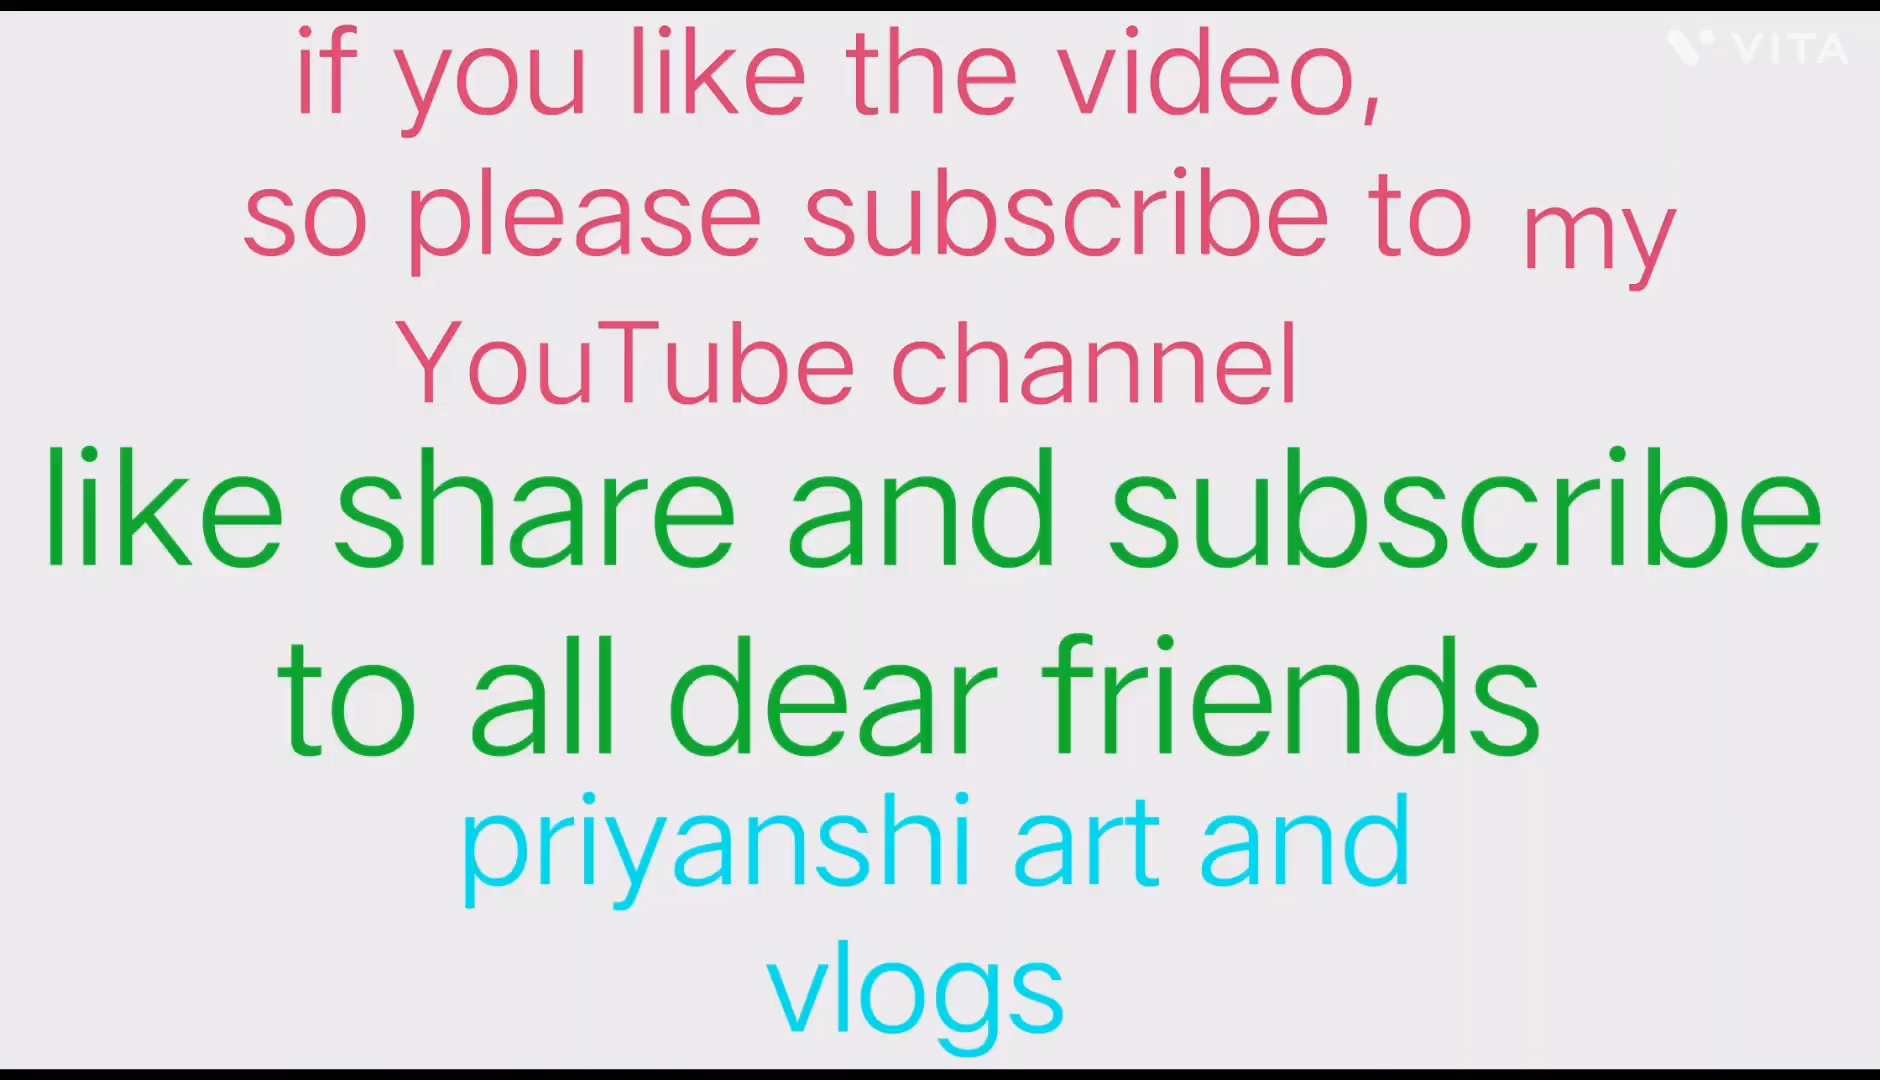 VITA
if you like the video,
so please subscribe to my
YouTube channel
like share and subscribe
to all dear friends
priyanshi art and
vlogs